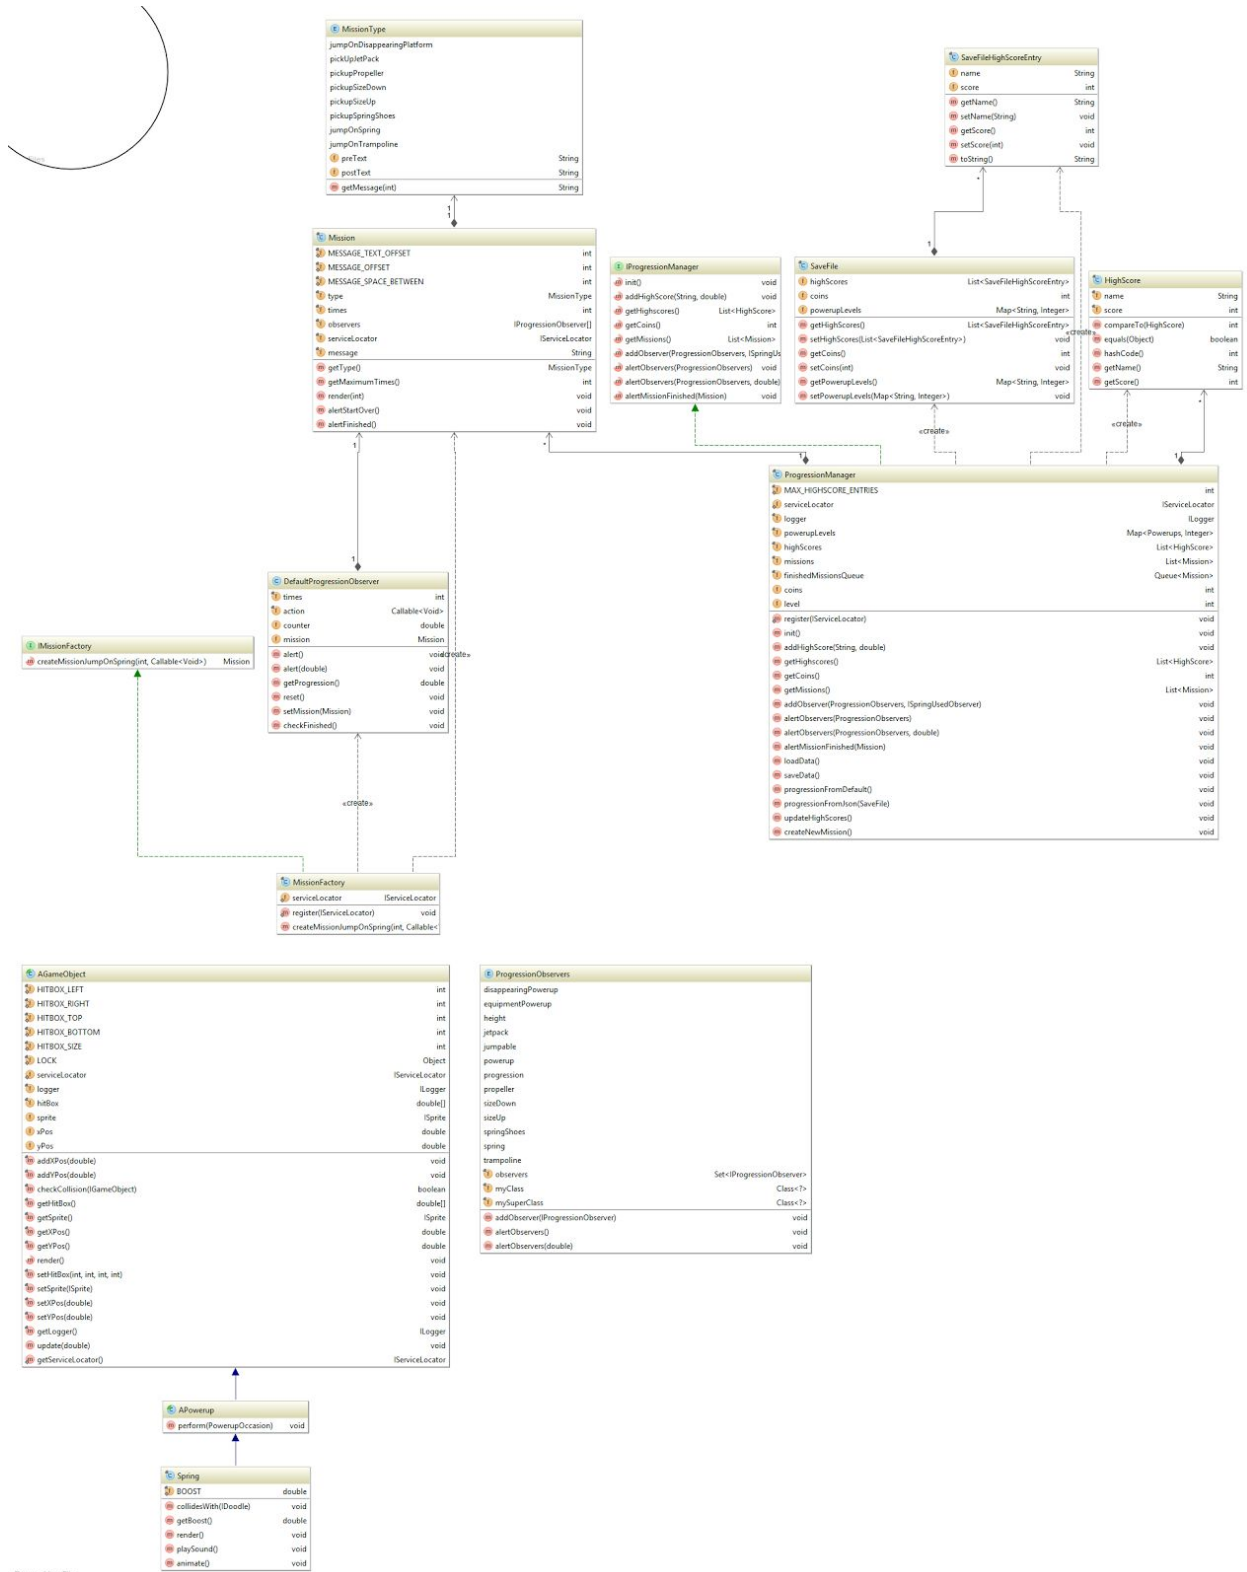 MissionType
jumpOnDisappearingPlatform
pickUpJetPack
pickupPropeller
pickupSizeDown
pickupSizeUp
pickupSpringShoes
jumpOnSpring
jumpOnTrampoline
preText String
postText String
getMessage(int) String
1
1
SaveFileHighScoreEntry
name String
score int
getName() String
setName(String) void
getScore() int
setScore(int) void
toString() String
*
1
Mission
MESSAGE_TEXT_OFFSET int
MESSAGE_OFFSET int
MESSAGE_SPACE_BETWEEN int
type MissionType
times int
observers IProgressionObserver[]
serviceLocator IServiceLocator
message String
getType() MissionType
getMaximumTimes() int
render(int) void
alertStartOver() void
alertFinished() void
IProgressionManager
init() void
addHighScore(String, double) void
getHighscores() List<HighScore>
getCoins() int
getMissions() List<Mission>
addObserver(ProgressionObservers, ISpringUs
alertObservers(ProgressionObservers) void
alertObservers(ProgressionObservers, double)
alertMissionFinished(Mission) void
SaveFile
highScores List<SaveFileHighScoreEntry>
coins int
powerupLevels Map<String, Integer>
getHighScores() List<SaveFileHighScoreEntry>
setHighScores(List<SaveFileHighScoreEntry>) void
getCoins() int
setCoins(int) void
getPowerupLevels() Map<String, Integer>
setPowerupLevels(Map<String, Integer>) void
«create»
HighScore
name String
score int
compareTo(HighScore) int
equals(Object) boolean
hashCode() int
getName() String
getScore() int
1
*
1
«create»
«create»
*
1
ProgressionManager
MAX_HIGHSCORE_ENTRIES int
serviceLocator IServiceLocator
logger ILogger
powerupLevels Map<Powerups, Integer>
highScores List<HighScore>
missions List<Mission>
finishedMissionsQueue Queue<Mission>
coins int
level int
register(IServiceLocator) void
init() void
addHighScore(String, double) void
getHighscores() List<HighScore>
getCoins() int
getMissions() List<Mission>
addObserver(ProgressionObservers, ISpringUsedObserver) void
alertObservers(ProgressionObservers) void
alertObservers(ProgressionObservers, double) void
alertMissionFinished(Mission) void
loadData() void
saveData() void
progressionFromDefault() void
progressionFromJson(SaveFile) void
updateHighScores() void
createNewMission() void
1
DefaultProgressionObserver
times int
action Callable<Void>
counter double
mission Mission
alert() void
alert(double) void
getProgression() double
reset() void
setMission(Mission) void
checkFinished() void
«create»
IMissionFactory
createMissionJumpOnSpring(int, Callable<Void>) Mission
«create»
MissionFactory
serviceLocator IServiceLocator
register(IServiceLocator) void
createMissionJumpOnSpring(int, Callable<
AGameObject
HITBOX_LEFT int
HITBOX_RIGHT int
HITBOX_TOP int
HITBOX_BOTTOM int
HITBOX_SIZE int
LOCK Object
serviceLocator IServiceLocator
logger ILogger
hitBox double[]
sprite ISprite
xPos double
yPos double
addXPos(double) void
addYPos(double) void
checkCollision(IGameObject) boolean
getHitBox() double[]
getSprite() ISprite
getXPos() double
getYPos() double
render() void
setHitBox(int, int, int, int) void
setSprite(ISprite) void
setXPos(double) void
setYPos(double) void
getLogger() ILogger
update(double) void
getServiceLocator() IServiceLocator
ProgressionObservers
disappearingPowerup
equipmentPowerup
height
jetpack
jumpable
powerup
progression
propeller
sizeDown
sizeUp
springShoes
spring
trampoline
observers Set<IProgressionObserver>
myClass Class<?>
mySuperClass Class<?>
addObserver(IProgressionObserver) void
alertObservers() void
alertObservers(double) void
APowerup
perform(PowerupOccasion) void
Spring
BOOST double
collidesWith(IDoodle) void
getBoost() double
render() void
playSound() void
animate() void